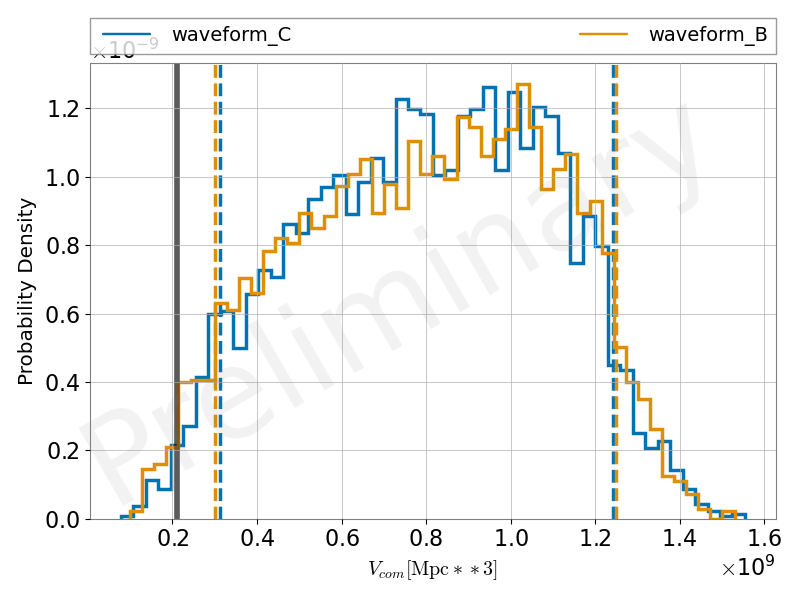 waveform_C
waveform_B
×10⁻⁹
1.2
1.0
0.8
0.6
0.4
0.2
0.0
Probability Density
Preliminary
0.2 0.4 0.6 0.8 1.0 1.2 1.4 1.6
×10⁹
V_com[Mpc∗∗3]